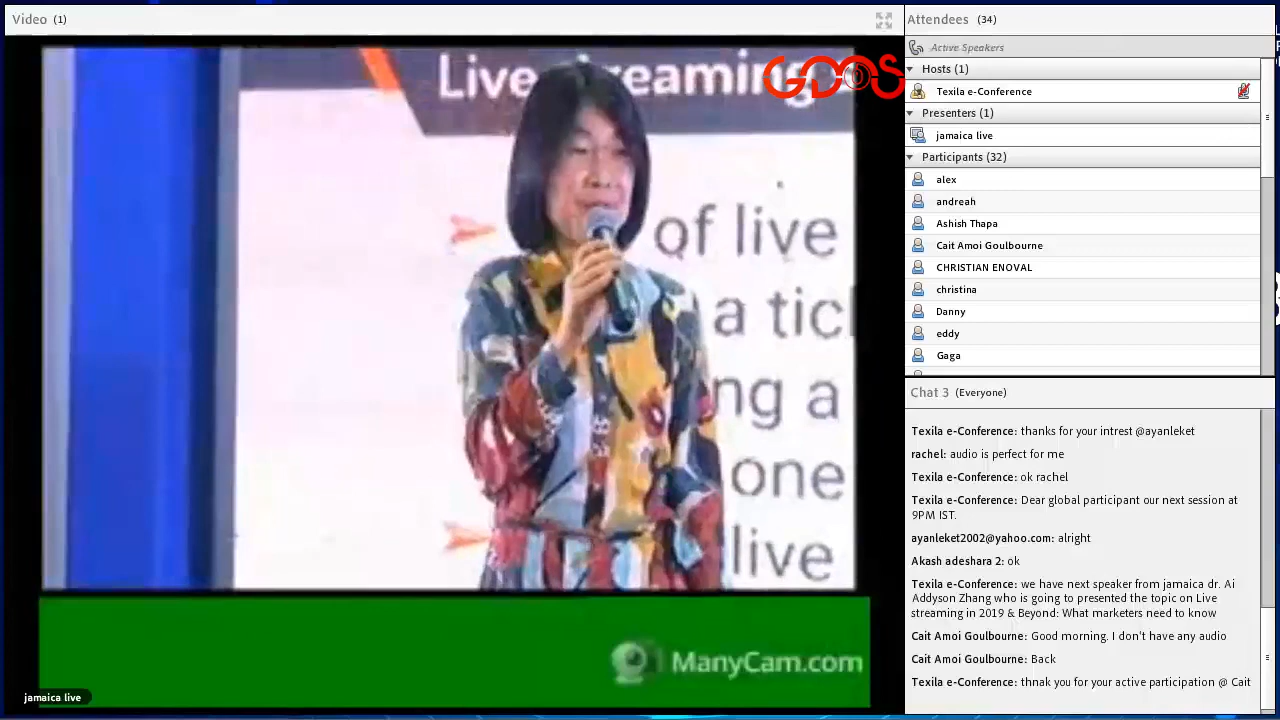 Video (1)
Live Streaming
GDOS
of live
a tick
ng a
one
live
ManyCam.com
jamaica live
Attendees (34)
Active Speakers
Hosts (1)
Texila e-Conference
Presenters (1)
jamaica live
Participants (32)
alex
andreah
Ashish Thapa
Cait Amoi Goulbourne
CHRISTIAN ENOVAL
christina
Danny
eddy
Gaga
Chat 3 (Everyone)
Texila e-Conference: thanks for your intrest @ayanleket
rachel: audio is perfect for me
Texila e-Conference: ok rachel
Texila e-Conference: Dear global participant our next session at
9PM IST.
ayanleket2002@yahoo.com: alright
Akash adeshara 2: ok
Texila e-Conference: we have next speaker from jamaica dr. Ai
Addyson Zhang who is going to presented the topic on Live
streaming in 2019 & Beyond: What marketers need to know
Cait Amoi Goulbourne: Good morning. I don't have any audio
Cait Amoi Goulbourne: Back
Texila e-Conference: thnak you for your active participation @ Cait